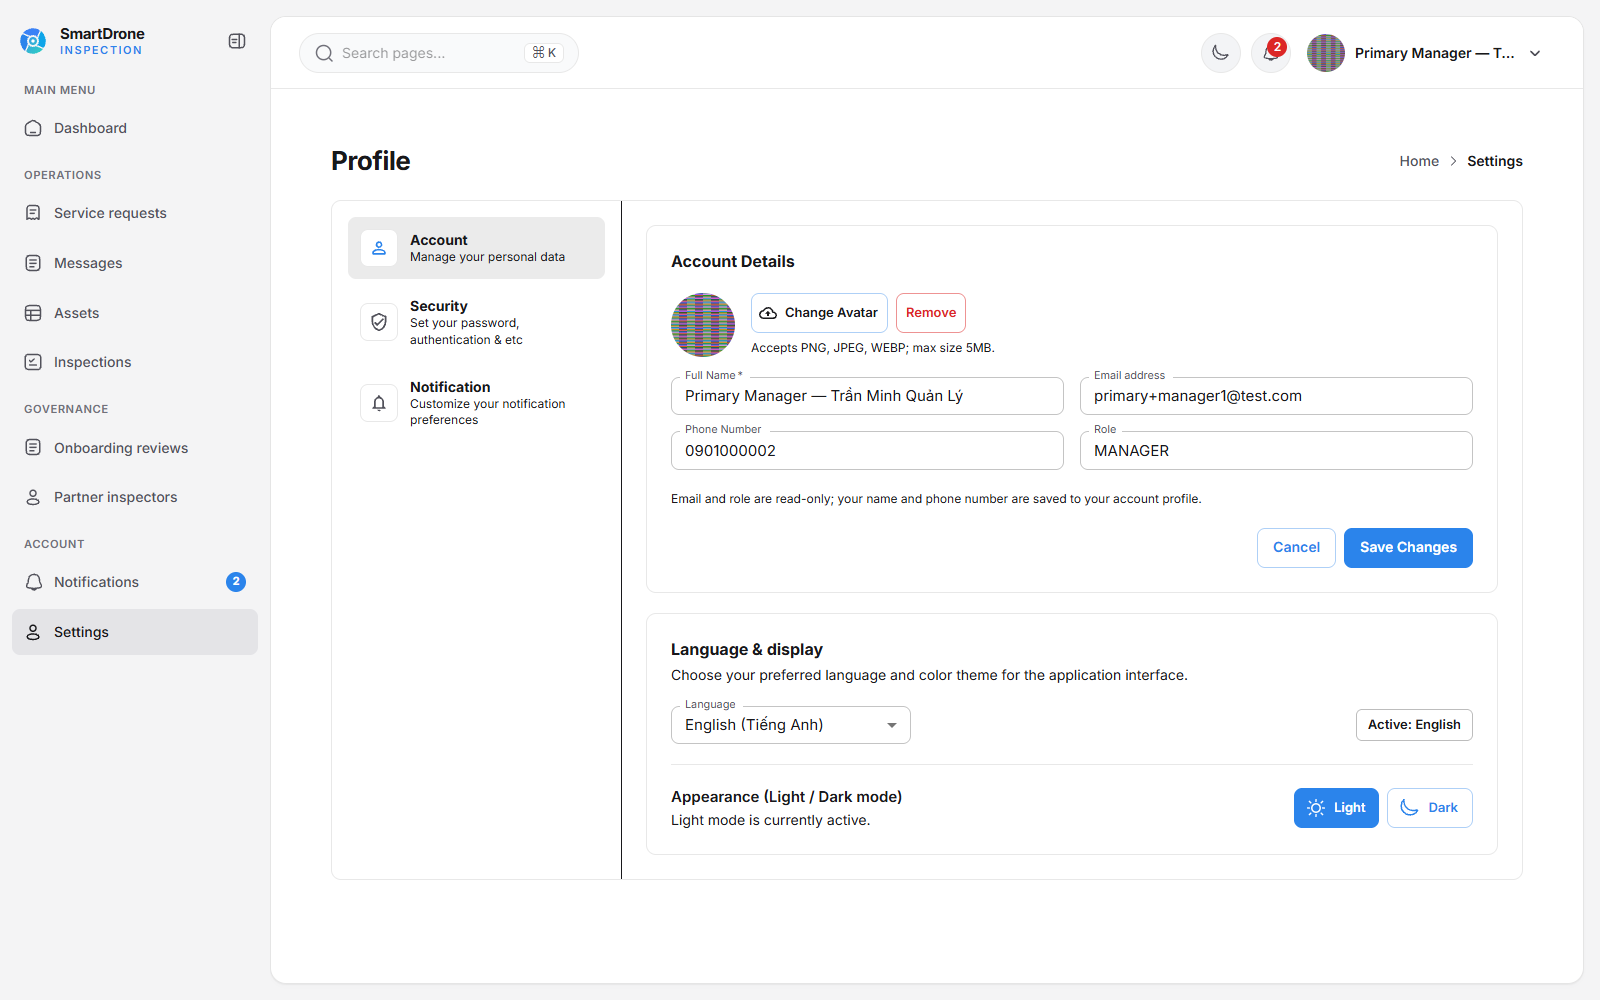 SmartDrone
INSPECTION
MAIN MENU
Dashboard
OPERATIONS
Service requests
Messages
Assets
Inspections
GOVERNANCE
Onboarding reviews
Partner inspectors
ACCOUNT
Notifications 2
Settings
Search pages... ⌘ K
2
Primary Manager — T...
Profile
Home > Settings
Account
Manage your personal data
Security
Set your password,
authentication & etc
Notification
Customize your notification
preferences
Account Details
Change Avatar Remove
Accepts PNG, JPEG, WEBP; max size 5MB.
Full Name *
Primary Manager — Trần Minh Quản Lý
Email address
primary+manager1@test.com
Phone Number
0901000002
Role
MANAGER
Email and role are read-only; your name and phone number are saved to your account profile.
Cancel Save Changes
Language & display
Choose your preferred language and color theme for the application interface.
Language
English (Tiếng Anh)
Active: English
Appearance (Light / Dark mode)
Light mode is currently active.
Light Dark